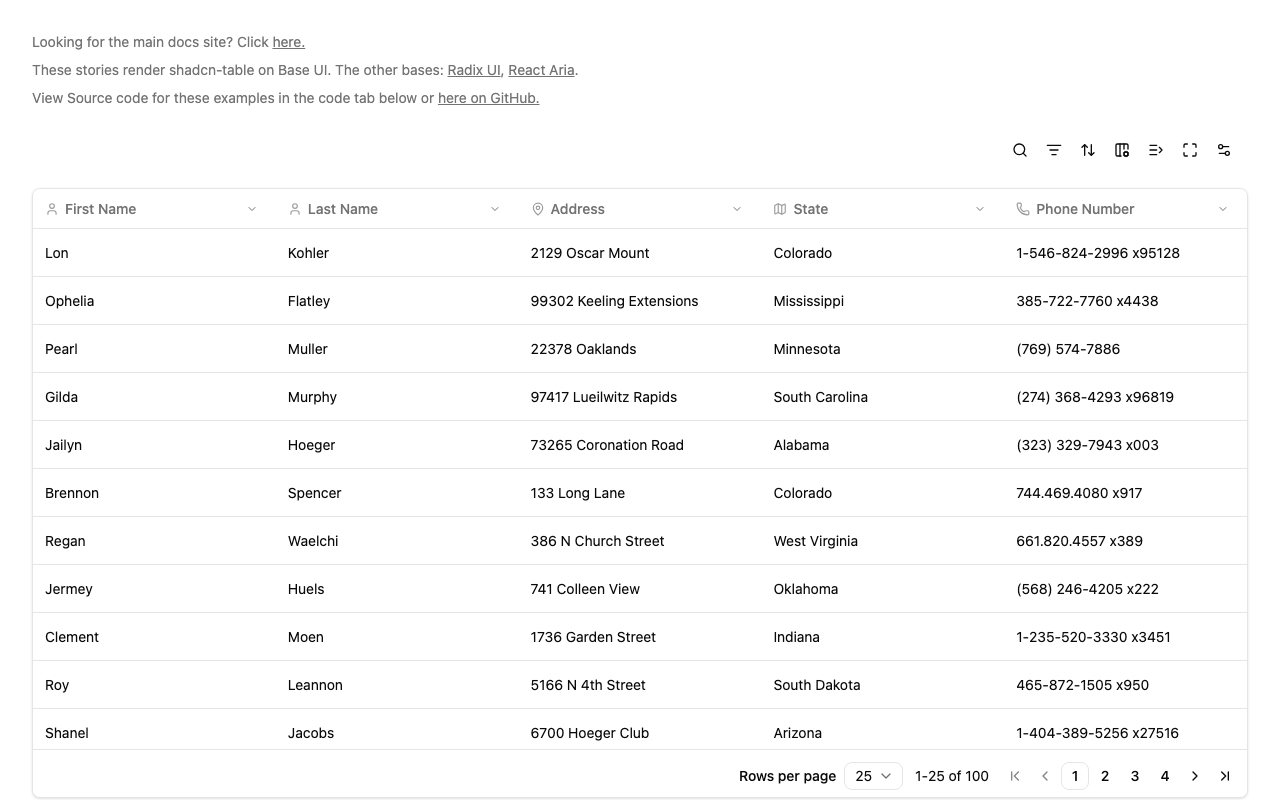 Looking for the main docs site? Click here.
These stories render shadcn-table on Base UI. The other bases: Radix UI, React Aria.
View Source code for these examples in the code tab below or here on GitHub.
First Name Last Name Address State Phone Number
Lon Kohler 2129 Oscar Mount Colorado 1-546-824-2996 x95128
Ophelia Flatley 99302 Keeling Extensions Mississippi 385-722-7760 x4438
Pearl Muller 22378 Oaklands Minnesota (769) 574-7886
Gilda Murphy 97417 Lueilwitz Rapids South Carolina (274) 368-4293 x96819
Jailyn Hoeger 73265 Coronation Road Alabama (323) 329-7943 x003
Brennon Spencer 133 Long Lane Colorado 744.469.4080 x917
Regan Waelchi 386 N Church Street West Virginia 661.820.4557 x389
Jermey Huels 741 Colleen View Oklahoma (568) 246-4205 x222
Clement Moen 1736 Garden Street Indiana 1-235-520-3330 x3451
Roy Leannon 5166 N 4th Street South Dakota 465-872-1505 x950
Shanel Jacobs 6700 Hoeger Club Arizona 1-404-389-5256 x27516
Rows per page 25 1-25 of 100 1 2 3 4